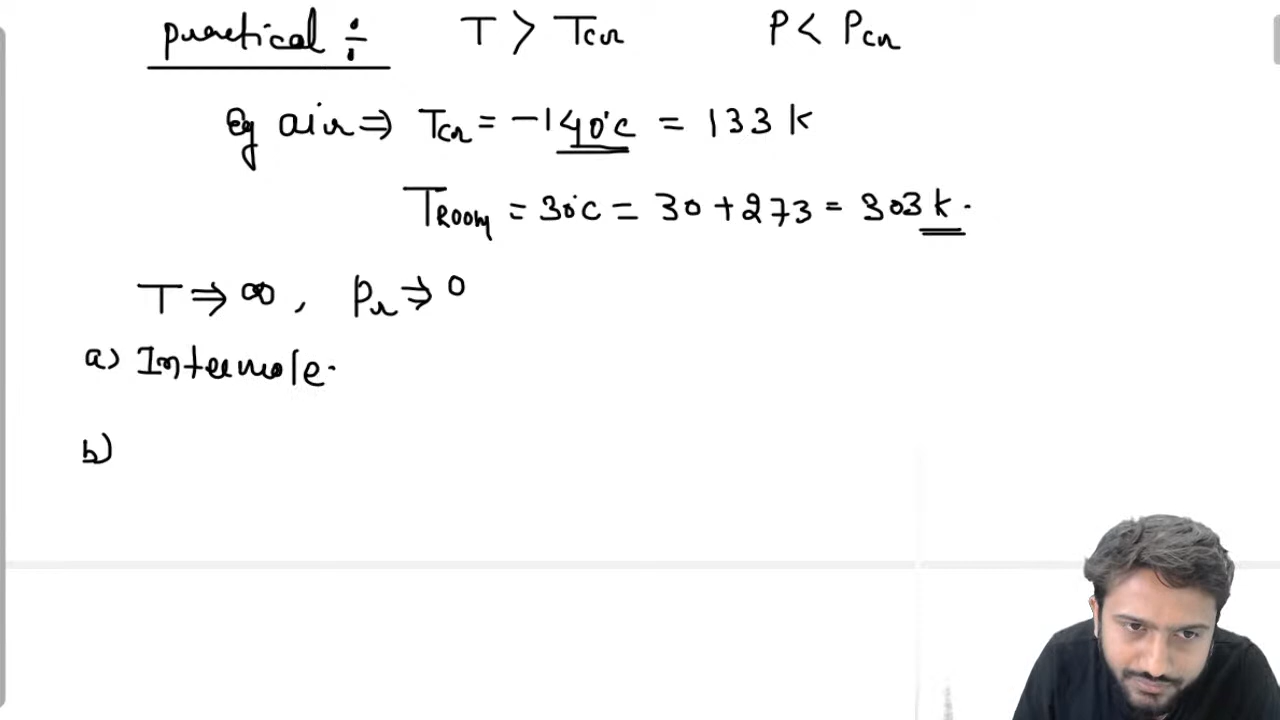 practical ÷ T > Tcr P < Pcr
Eg air ⇒ Tcr = -140°C = 133 K
TRoom = 30°C = 30 + 273 = 303 K.
T ⇒ ∞, Pr ⇒ 0
a) Intermole.
b)